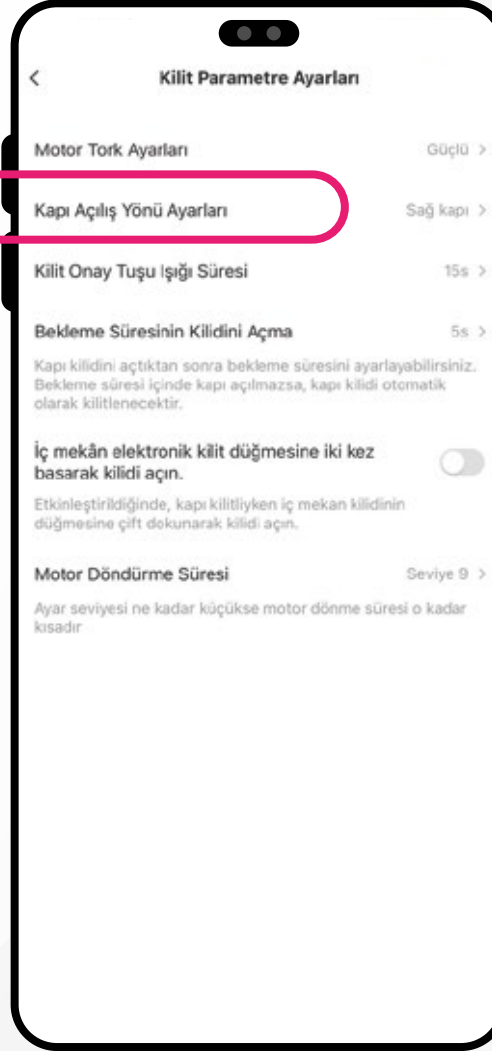 Kilit Parametre Ayarları
Motor Tork Ayarları Güçlü >
Kapı Açılış Yönü Ayarları Sağ kapı >
Kilit Onay Tuşu Işığı Süresi 15s >
Bekleme Süresinin Kilidini Açma 5s >
Kapı kilidini açtıktan sonra bekleme süresini ayarlayabilirsiniz.
Bekleme süresi içinde kapı açılmazsa, kapı kilidi otomatik
olarak kilitlenecektir.
İç mekân elektronik kilit düğmesine iki kez
basarak kilidi açın.
Etkinleştirildiğinde, kapı kilitliyken iç mekan kilidinin
düğmesine çift dokunarak kilidi açın.
Motor Döndürme Süresi Seviye 9 >
Ayar seviyesi ne kadar küçükse motor dönme süresi o kadar
kısadır